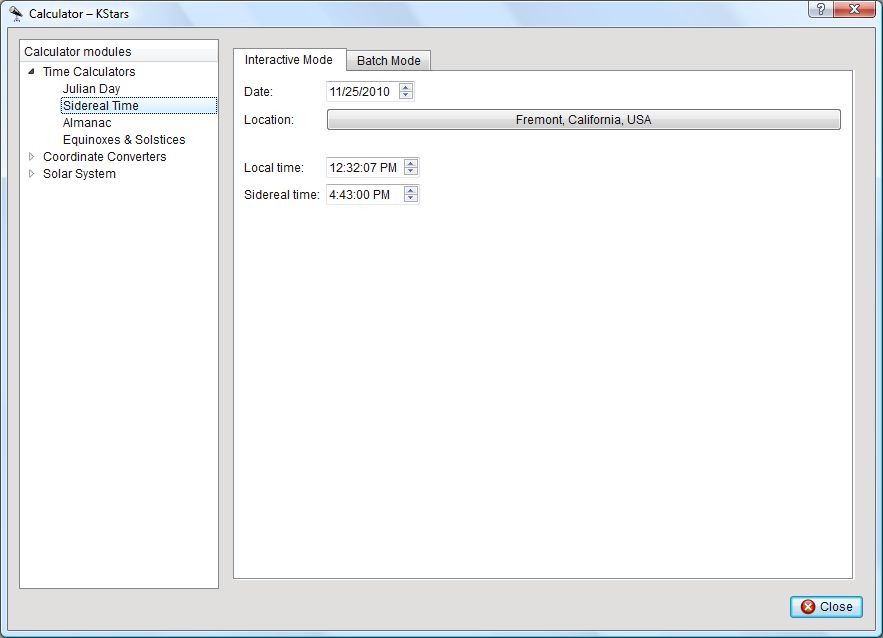 Calculator – KStars
?
Calculator modules
Time Calculators
Julian Day
Sidereal Time
Almanac
Equinoxes & Solstices
Coordinate Converters
Solar System
Interactive Mode
Batch Mode
Date: 11/25/2010
Location: Fremont, California, USA
Local time: 12:32:07 PM
Sidereal time: 4:43:00 PM
Close